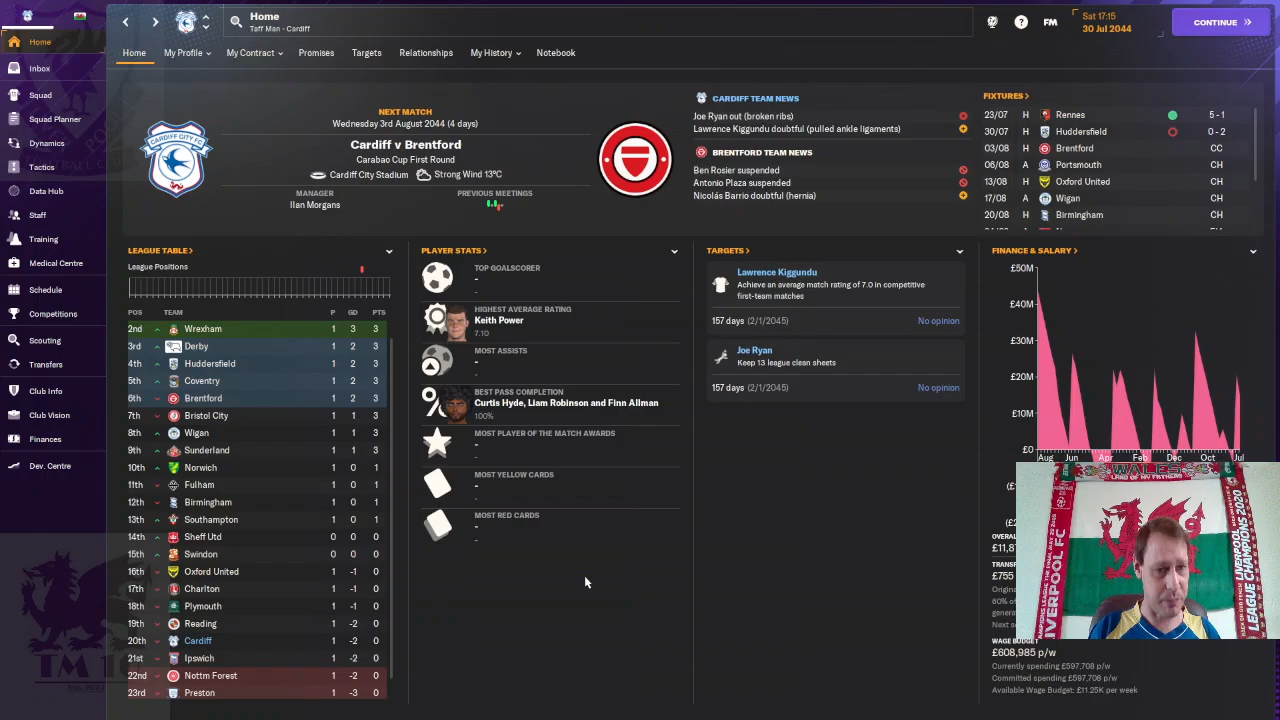 Home
Taff Man - Cardiff
FM
Sat 17:15
30 Jul 2044
CONTINUE
Home
Inbox
Squad
Squad Planner
Dynamics
Tactics
Data Hub
Staff
Training
Medical Centre
Schedule
Competitions
Scouting
Transfers
Club Info
Club Vision
Finances
Dev. Centre
Home My Profile My Contract Promises Targets Relationships My History Notebook
NEXT MATCH
Wednesday 3rd August 2044 (4 days)
Cardiff v Brentford
Carabao Cup First Round
Cardiff City Stadium Strong Wind 13ºC
MANAGER
Ilan Morgans
PREVIOUS MEETINGS
CARDIFF CITY FC
CARDIFF TEAM NEWS
Joe Ryan out (broken ribs)
Lawrence Kiggundu doubtful (pulled ankle ligaments)
BRENTFORD TEAM NEWS
Ben Rosier suspended
Antonio Plaza suspended
Nicolás Barrio doubtful (hernia)
FIXTURES >
23/07 H Rennes 5 - 1
30/07 H Huddersfield 0 - 2
03/08 H Brentford CC
06/08 A Portsmouth CH
13/08 H Oxford United CH
17/08 A Wigan CH
20/08 H Birmingham CH
LEAGUE TABLE >
League Positions
POS TEAM P GD PTS
2nd Wrexham 1 3 3
3rd Derby 1 2 3
4th Huddersfield 1 2 3
5th Coventry 1 2 3
6th Brentford 1 2 3
7th Bristol City 1 1 3
8th Wigan 1 1 3
9th Sunderland 1 1 3
10th Norwich 1 0 1
11th Fulham 1 0 1
12th Birmingham 1 0 1
13th Southampton 1 0 1
14th Sheff Utd 0 0 0
15th Swindon 0 0 0
16th Oxford United 1 -1 0
17th Charlton 1 -1 0
18th Plymouth 1 -1 0
19th Reading 1 -2 0
20th Cardiff 1 -2 0
21st Ipswich 1 -2 0
22nd Nottm Forest 1 -2 0
23rd Preston 1 -3 0
PLAYER STATS >
TOP GOALSCORER
-
-
HIGHEST AVERAGE RATING
Keith Power
7.10
MOST ASSISTS
-
-
BEST PASS COMPLETION
Curtis Hyde, Liam Robinson and Finn Allman
100%
MOST PLAYER OF THE MATCH AWARDS
-
-
MOST YELLOW CARDS
-
-
MOST RED CARDS
-
-
TARGETS >
Lawrence Kiggundu
Achieve an average match rating of 7.0 in competitive
first-team matches
157 days (2/1/2045) No opinion
Joe Ryan
Keep 13 league clean sheets
157 days (2/1/2045) No opinion
FINANCE & SALARY >
£50M
£40M
£30M
£20M
£10M
£0
Aug Jun Apr Feb Dec Oct Jul
OVERAL
£11,87
TRANSF
£755
Origina
60% of
gener
Next se
WAGE BUDGET
£608,985 p/w
Currently spending £597,708 p/w
Committed spending £597,708 p/w
Available Wage Budget: £11.25K per week
WALES
LAND OF MY FATHERS
LIVERPOOL FC
LIVERPOOL
LEAGUE CHAMPIONS 2020
TM10